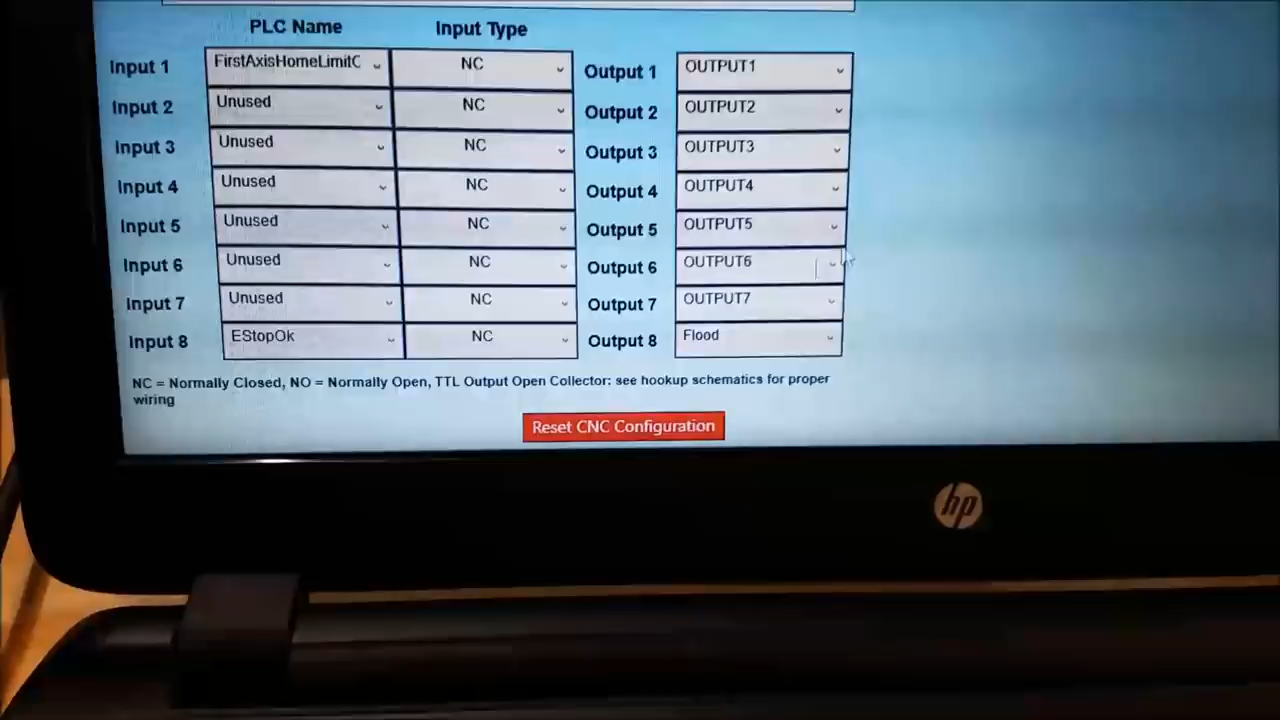 PLC Name Input Type
Input 1 FirstAxisHomeLimitC NC Output 1 OUTPUT1
Input 2 Unused NC Output 2 OUTPUT2
Input 3 Unused NC Output 3 OUTPUT3
Input 4 Unused NC Output 4 OUTPUT4
Input 5 Unused NC Output 5 OUTPUT5
Input 6 Unused NC Output 6 OUTPUT6
Input 7 Unused NC Output 7 OUTPUT7
Input 8 EStopOk NC Output 8 Flood
NC = Normally Closed, NO = Normally Open, TTL Output Open Collector: see hookup schematics for proper
wiring
Reset CNC Configuration
hp